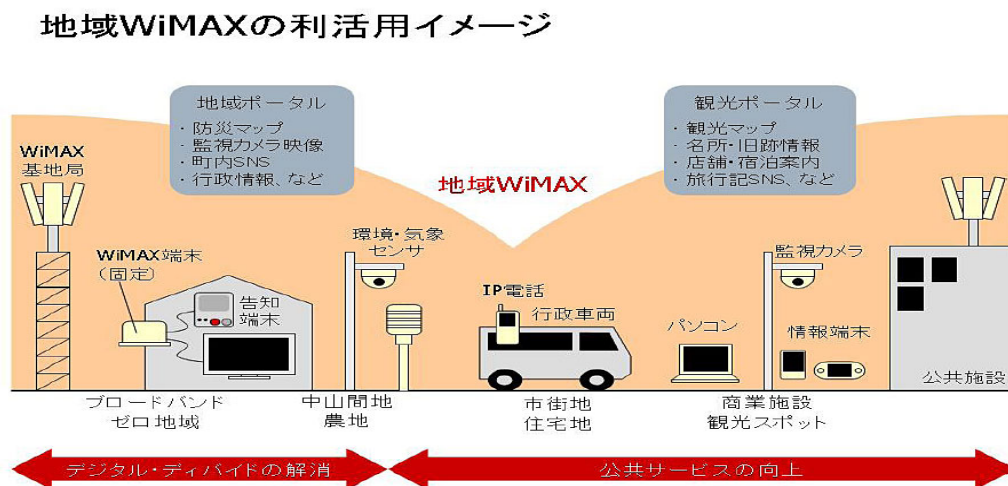 地域WiMAXの利活用イメージ
地域ポータル
・防災マップ
・監視カメラ映像
・町内SNS
・行政情報、など
観光ポータル
・観光マップ
・名所・旧跡情報
・店舗・宿泊案内
・旅行記SNS、など
WiMAX
基地局
地域WiMAX
WiMAX端末
(固定)
告知
端末
環境・気象
センサ
IP電話
行政車両
パソコン
監視カメラ
情報端末
公共施設
ブロードバンド
ゼロ地域
中山間地
農地
市街地
住宅地
商業施設
観光スポット
デジタル・ディバイドの解消
公共サービスの向上